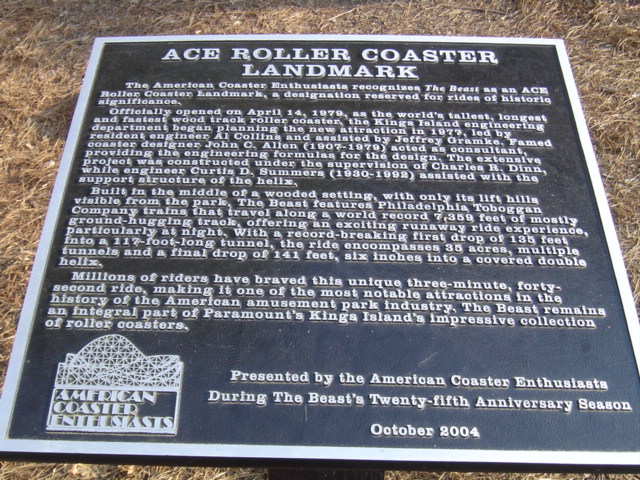 ACE ROLLER COASTER
LANDMARK
The American Coaster Enthusiasts recognizes The Beast as an ACE
Roller Coaster Landmark, a designation reserved for rides of historic
significance.
Officially opened on April 14, 1979, as the world's tallest, longest
and fastest wood track roller coaster, the Kings Island engineering
department began planning the new attraction in 1977, led by
resident engineer Al Collins and assisted by Jeffrey Gramke. Famed
coaster designer John C. Allen (1907-1979) acted as consultant,
providing the engineering formulas for the design. The extensive
project was constructed under the supervision of Charles R. Dinn,
while engineer Curtis D. Summers (1930-1992) assisted with the
support structure of the helix.
Built in the middle of a wooded setting, with only its lift hills
visible from the park, The Beast features Philadelphia Toboggan
Company trains that travel along a world record 7,359 feet of mostly
ground-hugging track, offering an exciting runaway ride experience,
particularly at night. With a record-breaking first drop of 135 feet
into a 117-foot-long tunnel, the ride encompasses 35 acres, multiple
tunnels and a final drop of 141 feet, six inches into a covered double
helix.
Millions of riders have braved this unique three-minute, forty-
second ride, making it one of the most notable attractions in the
history of the American amusement park industry. The Beast remains
an integral part of Paramount's Kings Island's impressive collection
of roller coasters.
AMERICAN
COASTER
ENTHUSIASTS
Presented by the American Coaster Enthusiasts
During The Beast's Twenty-fifth Anniversary Season
October 2004